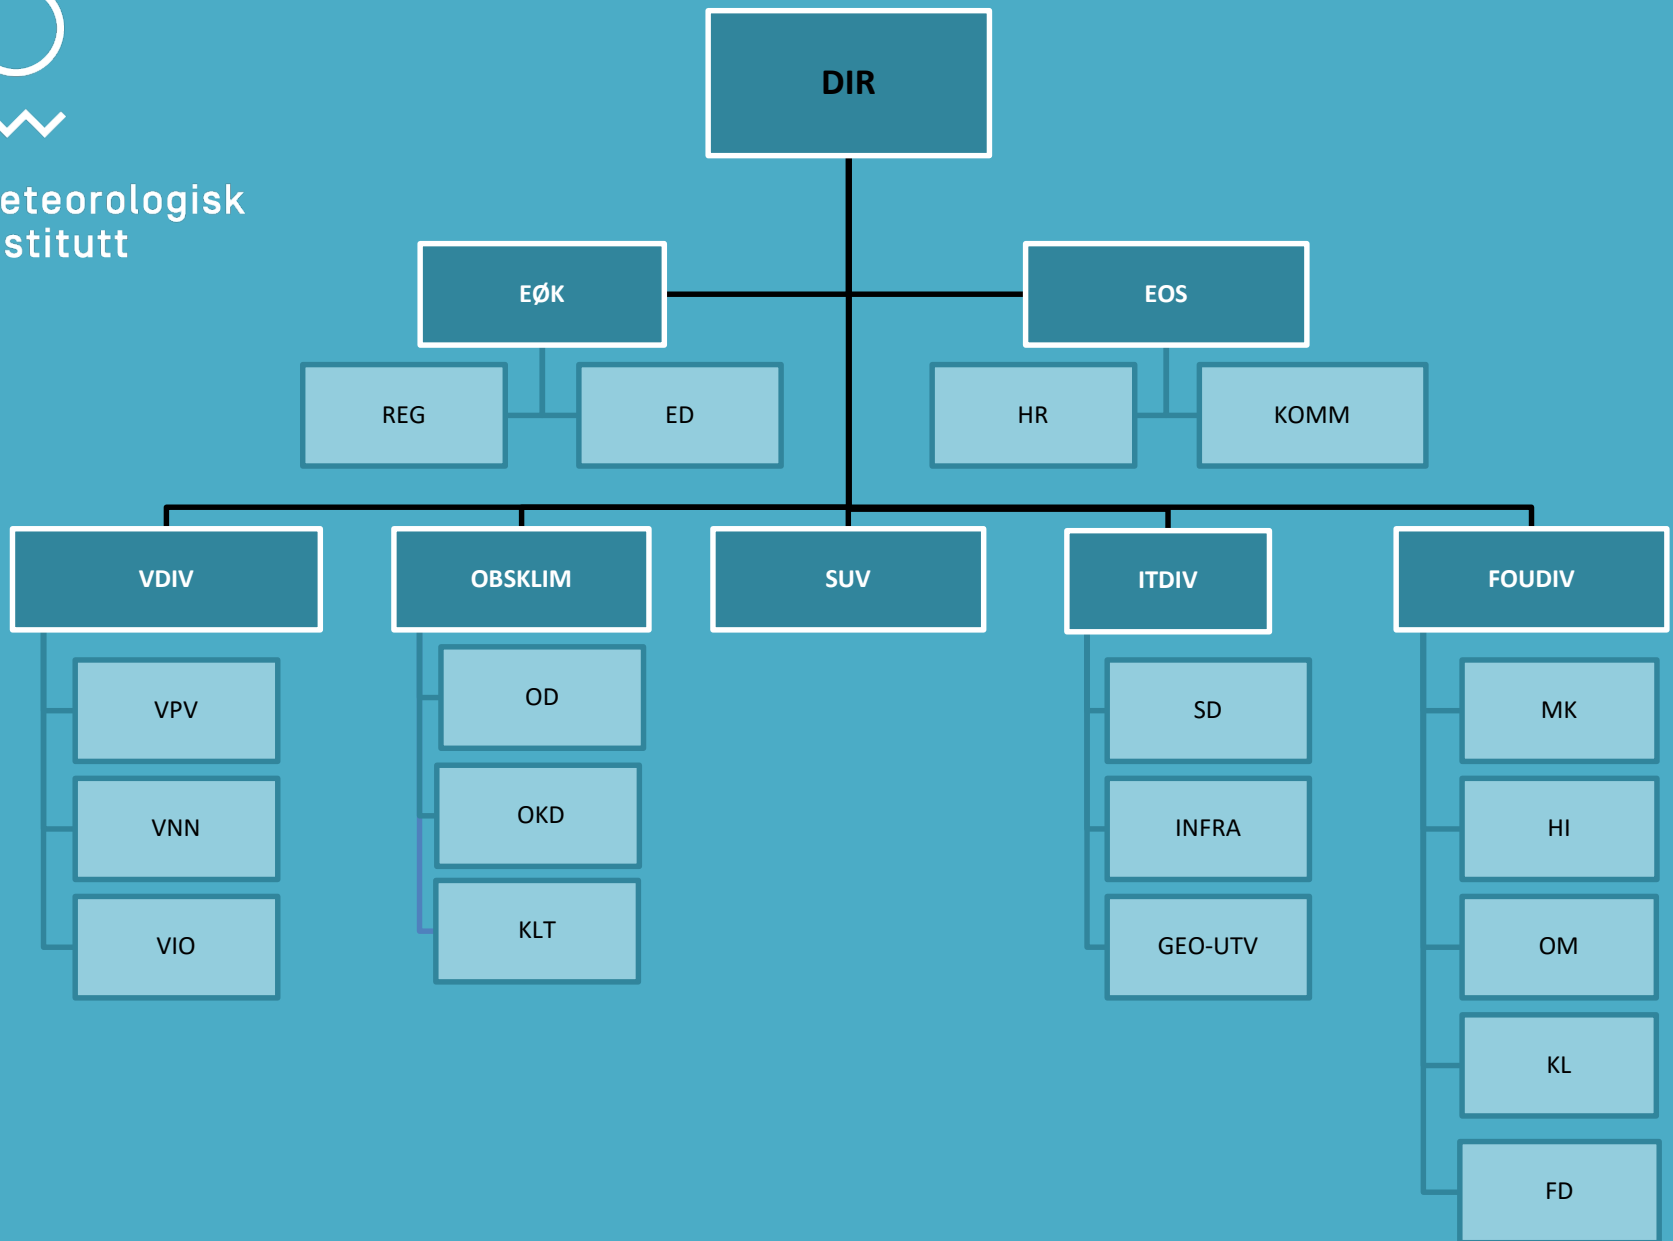 DIR
eteorologisk
stitutt
EØK
EOS
REG
ED
HR
KOMM
VDIV
OBSKLIM
SUV
ITDIV
FOUDIV
VPV
OD
SD
MK
VNN
OKD
INFRA
HI
VIO
KLT
GEO-UTV
OM
KL
FD